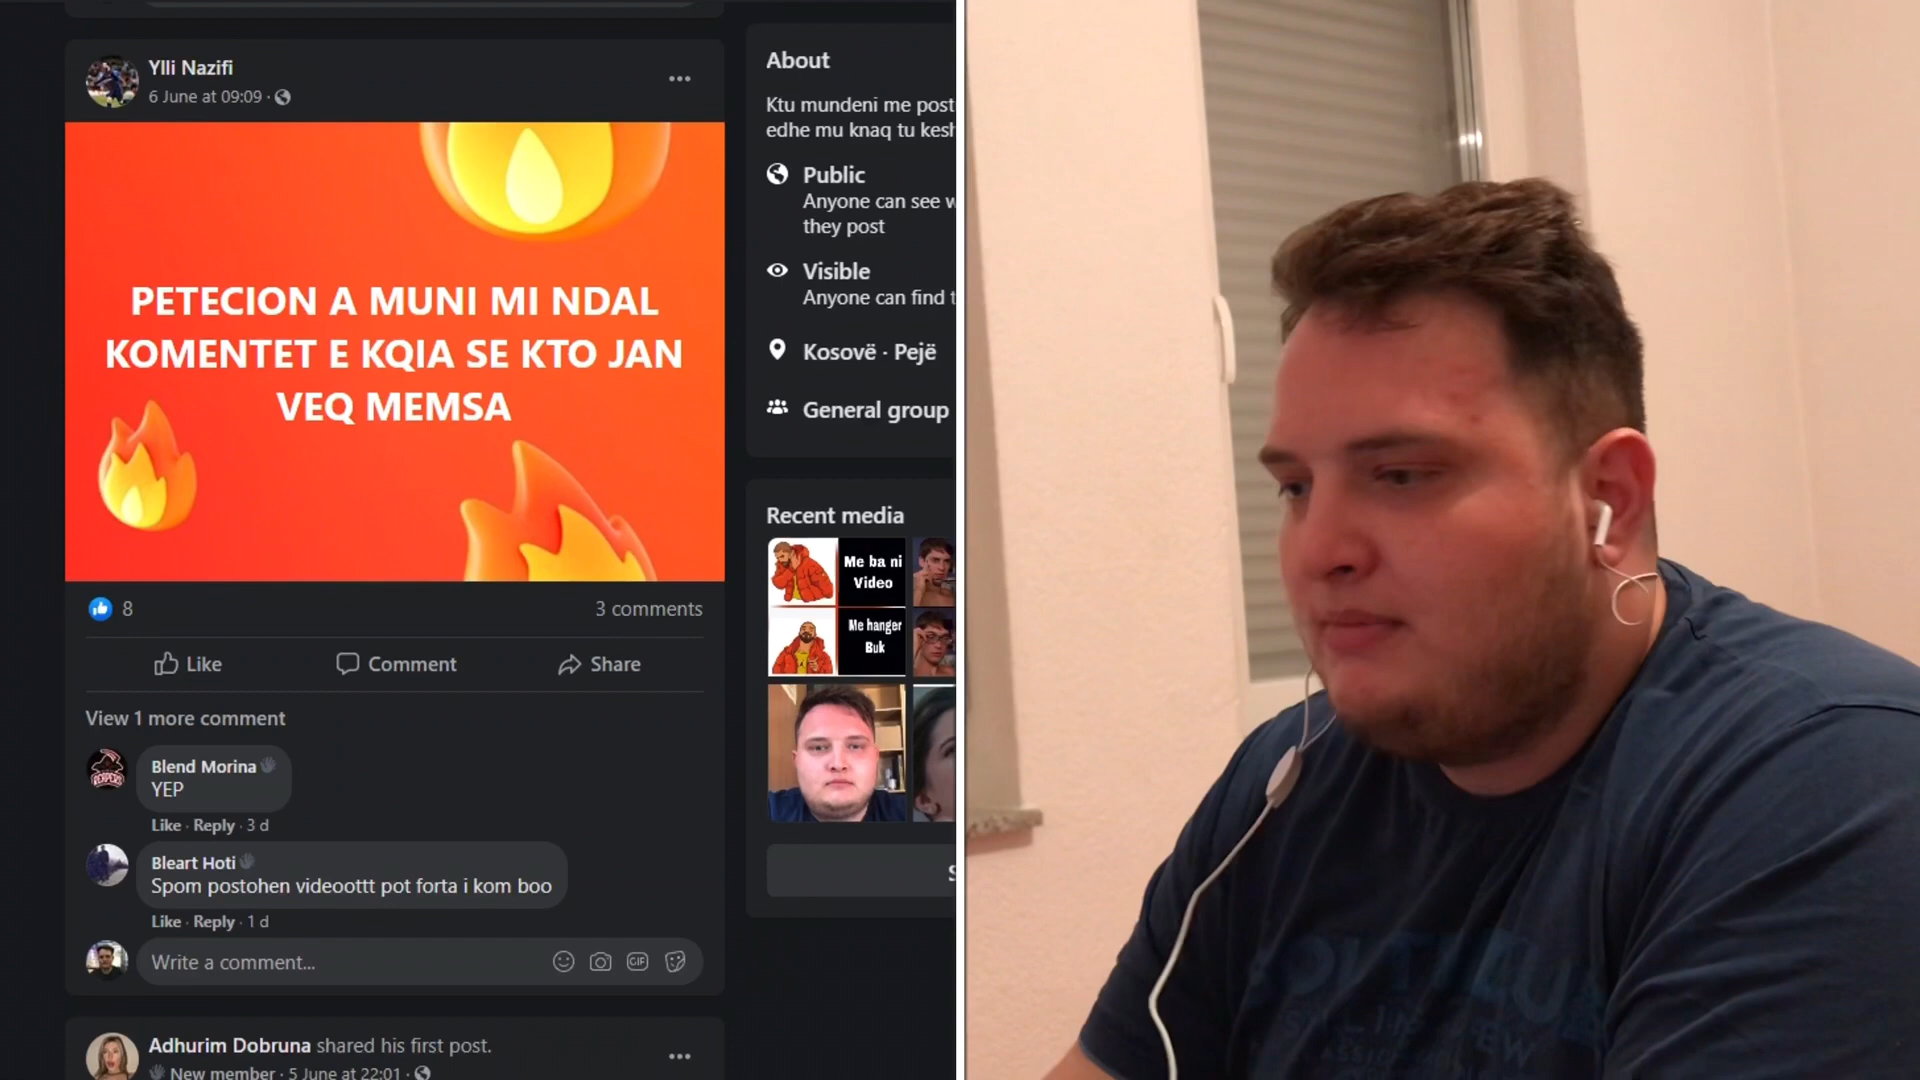 Ylli Nazifi
6 June at 09:09 ·
PETECION A MUNI MI NDAL
KOMENTET E KQIA SE KTO JAN
VEQ MEMSA
8
3 comments
Like
Comment
Share
View 1 more comment
Blend Morina
YEP
Like · Reply · 3 d
Bleart Hoti
Spom postohen videoottt pot forta i kom boo
Like · Reply · 1 d
Write a comment...
GIF
Adhurim Dobruna shared his first post.
New member · 5 June at 22:01 ·
About
Ktu mundeni me post
edhe mu knaq tu kesh
Public
Anyone can see
they post
Visible
Anyone can find
Kosovë · Pejë
General group
Recent media
Me ba ni
Video
Me hanger
Buk